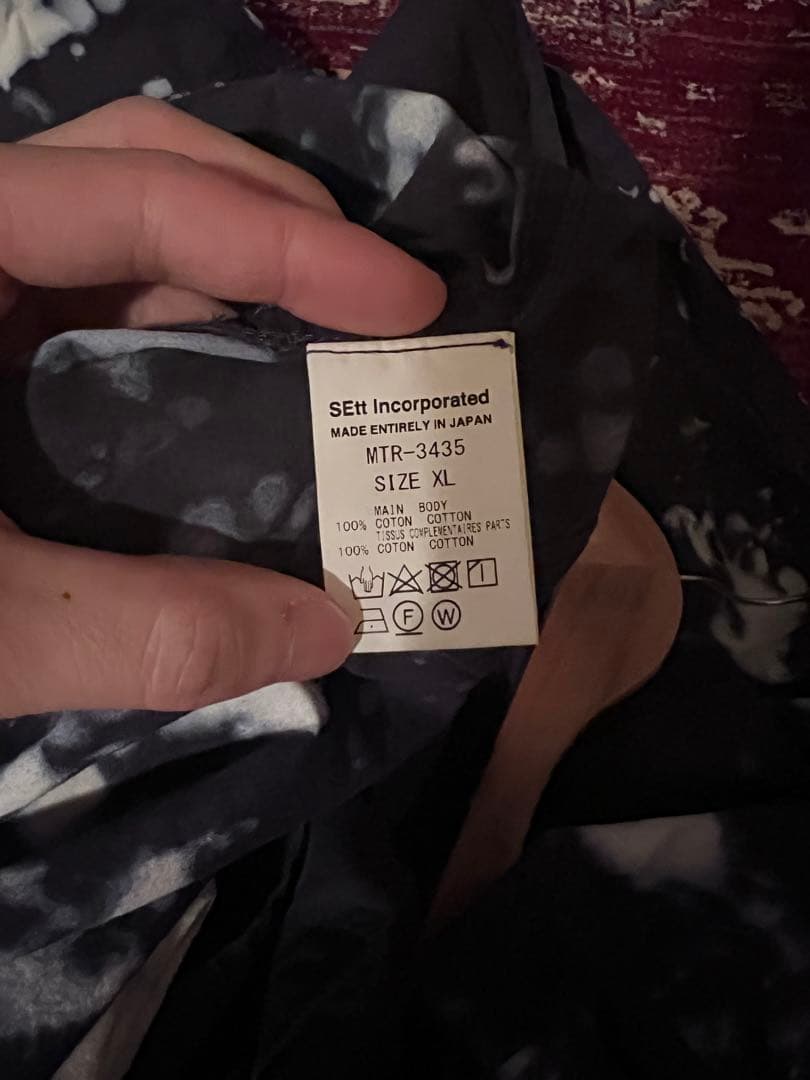 SEtt Incorporated
MADE ENTIRELY IN JAPAN
MTR-3435
SIZE XL
MAIN BODY
100% COTON COTTON
TISSUS COMPLEMENTAIRES PARTS
100% COTON COTTON
F W